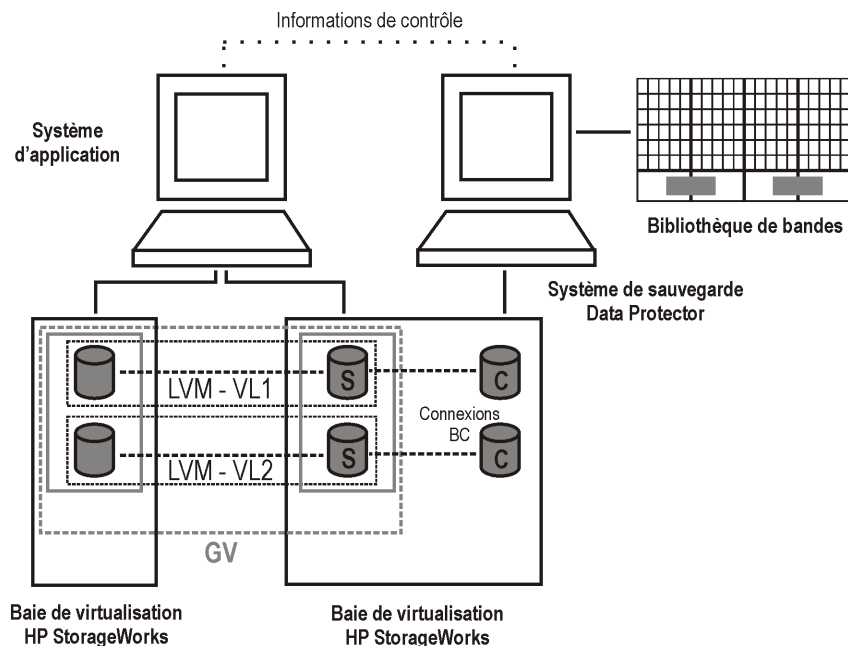 Informations de contrôle
Système
d'application
Bibliothèque de bandes
Système de sauvegarde
Data Protector
S
C
LVM - VL1
Connexions
BC
S
C
LVM - VL2
GV
Baie de virtualisation
HP StorageWorks
Baie de virtualisation
HP StorageWorks